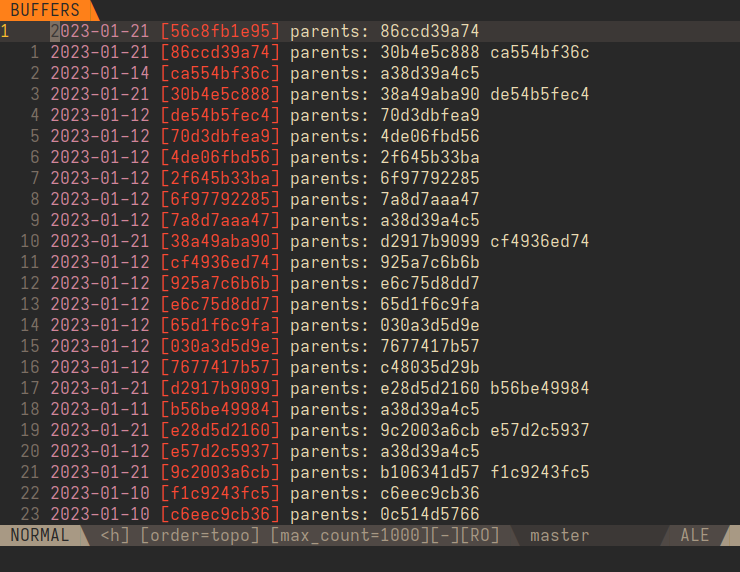 BUFFERS
1 2023-01-21 [56c8fb1e95] parents: 86ccd39a74
1 2023-01-21 [86ccd39a74] parents: 30b4e5c888 ca554bf36c
2 2023-01-14 [ca554bf36c] parents: a38d39a4c5
3 2023-01-21 [30b4e5c888] parents: 38a49aba90 de54b5fec4
4 2023-01-12 [de54b5fec4] parents: 70d3dbfea9
5 2023-01-12 [70d3dbfea9] parents: 4de06fbd56
6 2023-01-12 [4de06fbd56] parents: 2f645b33ba
7 2023-01-12 [2f645b33ba] parents: 6f97792285
8 2023-01-12 [6f97792285] parents: 7a8d7aaa47
9 2023-01-12 [7a8d7aaa47] parents: a38d39a4c5
10 2023-01-21 [38a49aba90] parents: d2917b9099 cf4936ed74
11 2023-01-12 [cf4936ed74] parents: 925a7c6b6b
12 2023-01-12 [925a7c6b6b] parents: e6c75d8dd7
13 2023-01-12 [e6c75d8dd7] parents: 65d1f6c9fa
14 2023-01-12 [65d1f6c9fa] parents: 030a3d5d9e
15 2023-01-12 [030a3d5d9e] parents: 7677417b57
16 2023-01-12 [7677417b57] parents: c48035d29b
17 2023-01-21 [d2917b9099] parents: e28d5d2160 b56be49984
18 2023-01-11 [b56be49984] parents: a38d39a4c5
19 2023-01-21 [e28d5d2160] parents: 9c2003a6cb e57d2c5937
20 2023-01-12 [e57d2c5937] parents: a38d39a4c5
21 2023-01-21 [9c2003a6cb] parents: b106341d57 f1c9243fc5
22 2023-01-10 [f1c9243fc5] parents: c6eec9cb36
23 2023-01-10 [c6eec9cb36] parents: 0c514d5766
NORMAL <h] [order=topo] [max_count=1000][-][RO] master ALE